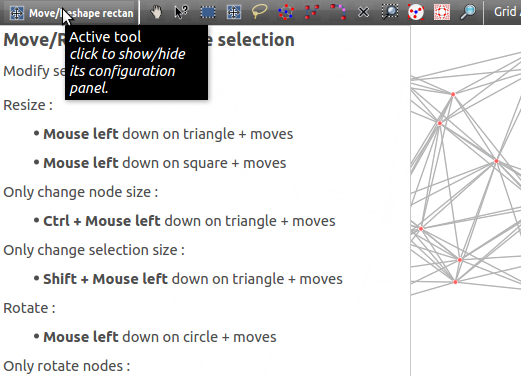 Move/Reshape rectan
Grid
Move/R
selection
Active tool
click to show/hide
its configuration
panel.
Modify se
Resize :
• Mouse left down on triangle + moves
• Mouse left down on square + moves
Only change node size :
• Ctrl + Mouse left down on triangle + moves
Only change selection size :
• Shift + Mouse left down on triangle + moves
Rotate :
• Mouse left down on circle + moves
Only rotate nodes :